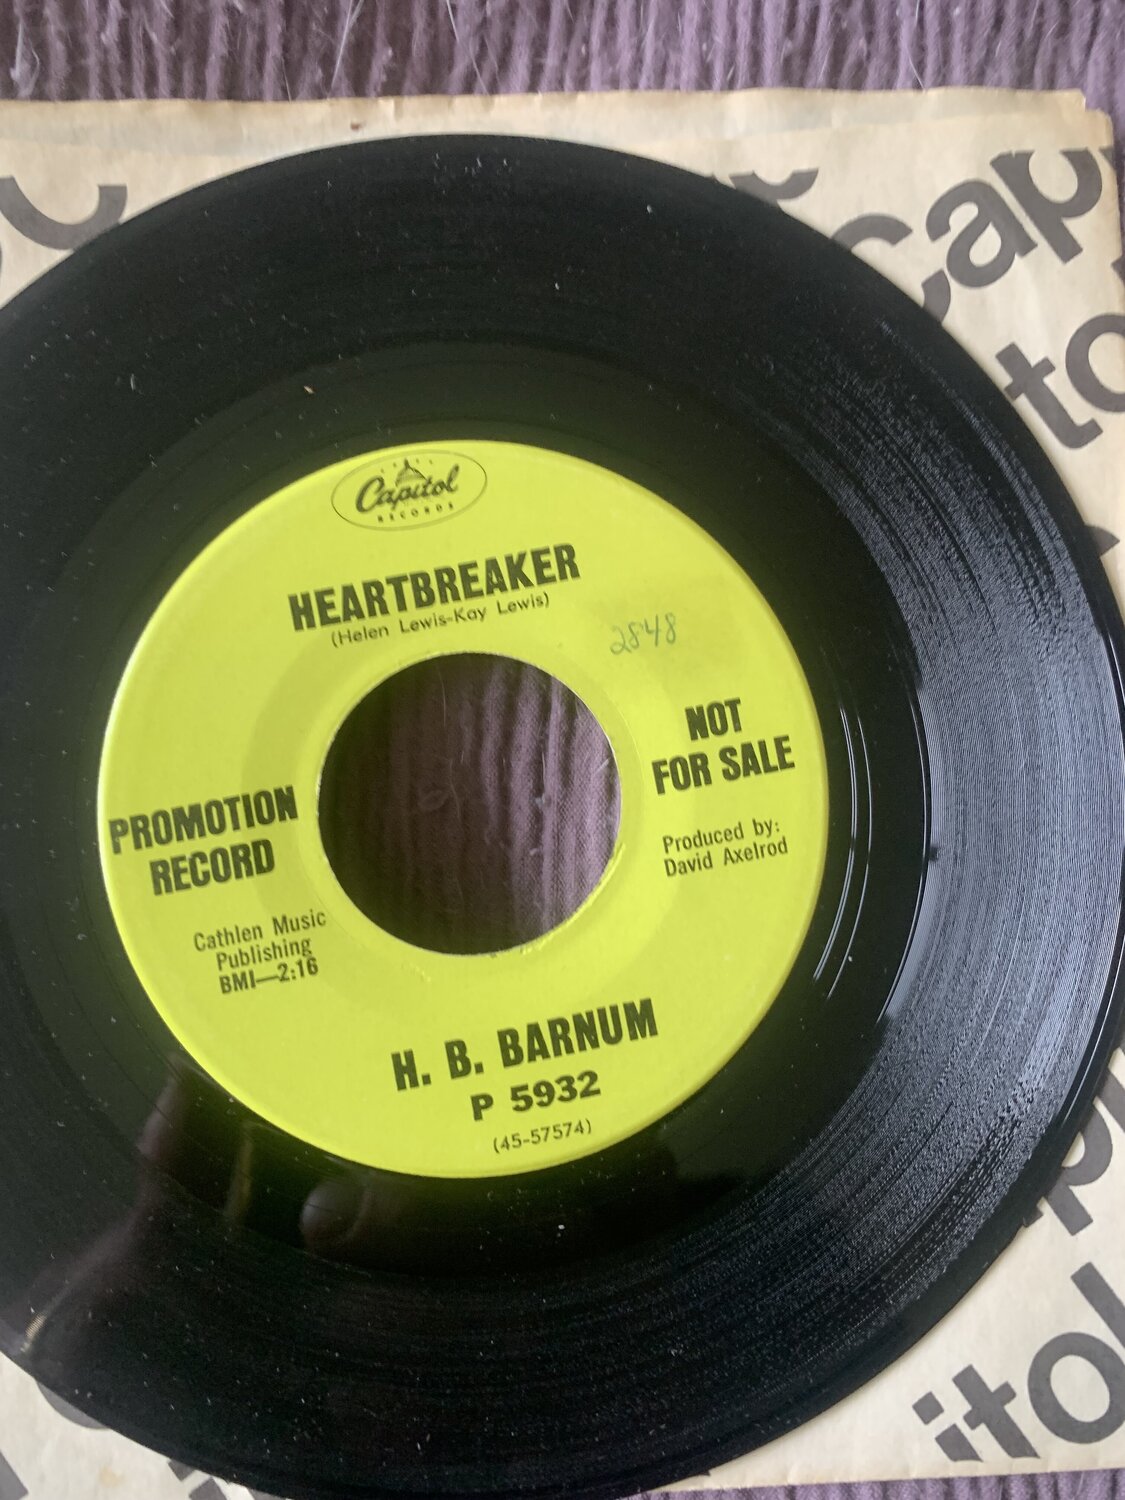 Capitol
RECORDS
HEARTBREAKER
(Helen Lewis-Kay Lewis)
2848
NOT
FOR SALE
PROMOTION
RECORD
Produced by:
David Axelrod
Cathlen Music
Publishing
BMI—2:16
H. B. BARNUM
P 5932
(45-57574)
cap
to
itol